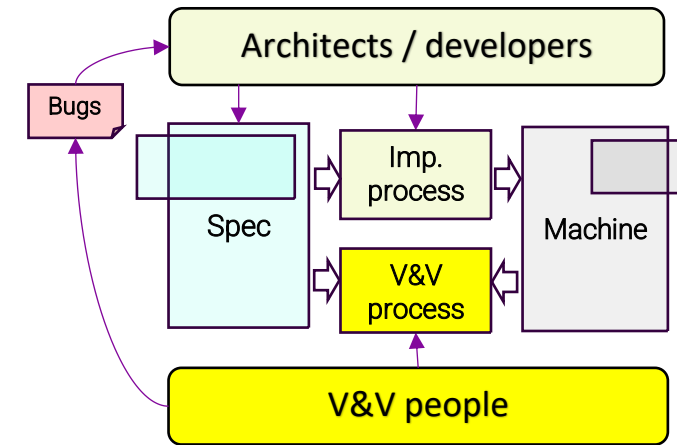 Architects / developers
Bugs
Imp.
process
Spec
Machine
V&V
process
V&V people